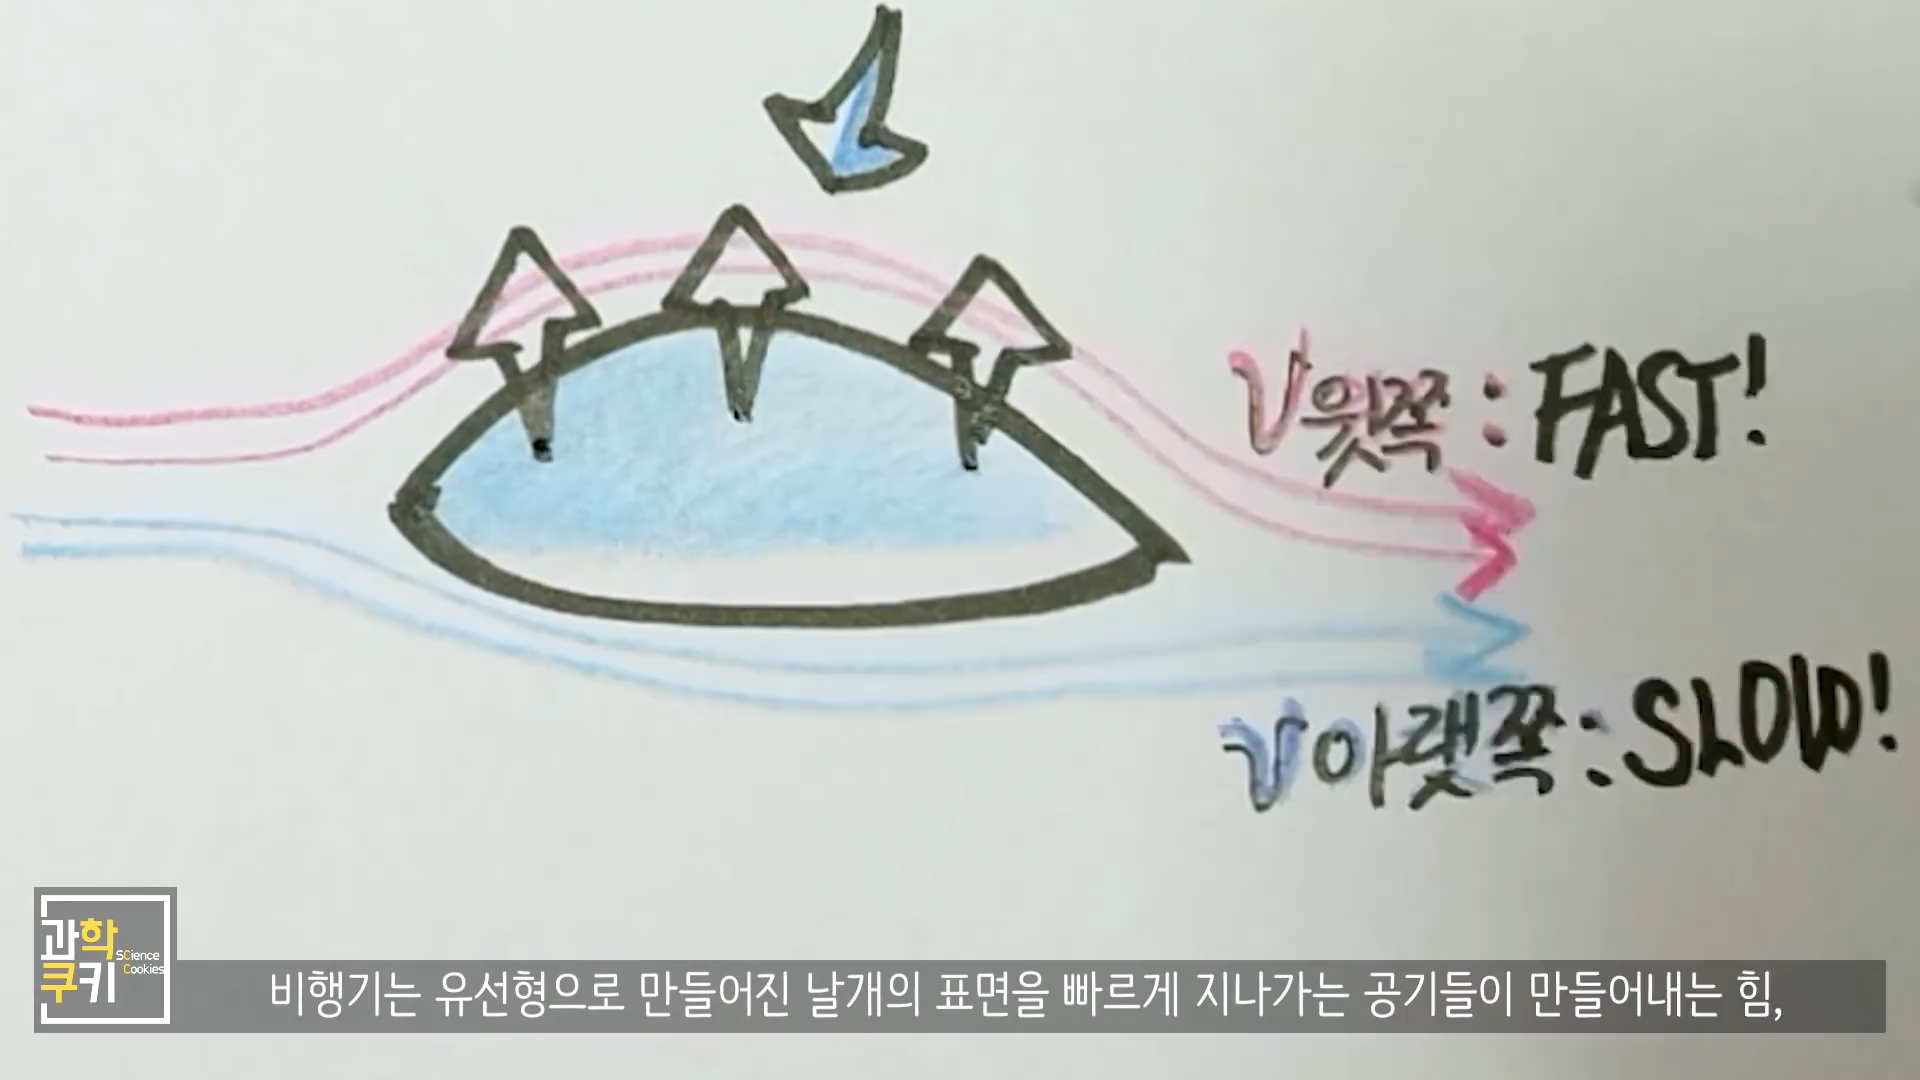 V윗쪽 : FAST!
V아랫쪽 : SLOW!
과학
쿠키
SCience
Cookies
비행기는 유선형으로 만들어진 날개의 표면을 빠르게 지나가는 공기들이 만들어내는 힘,